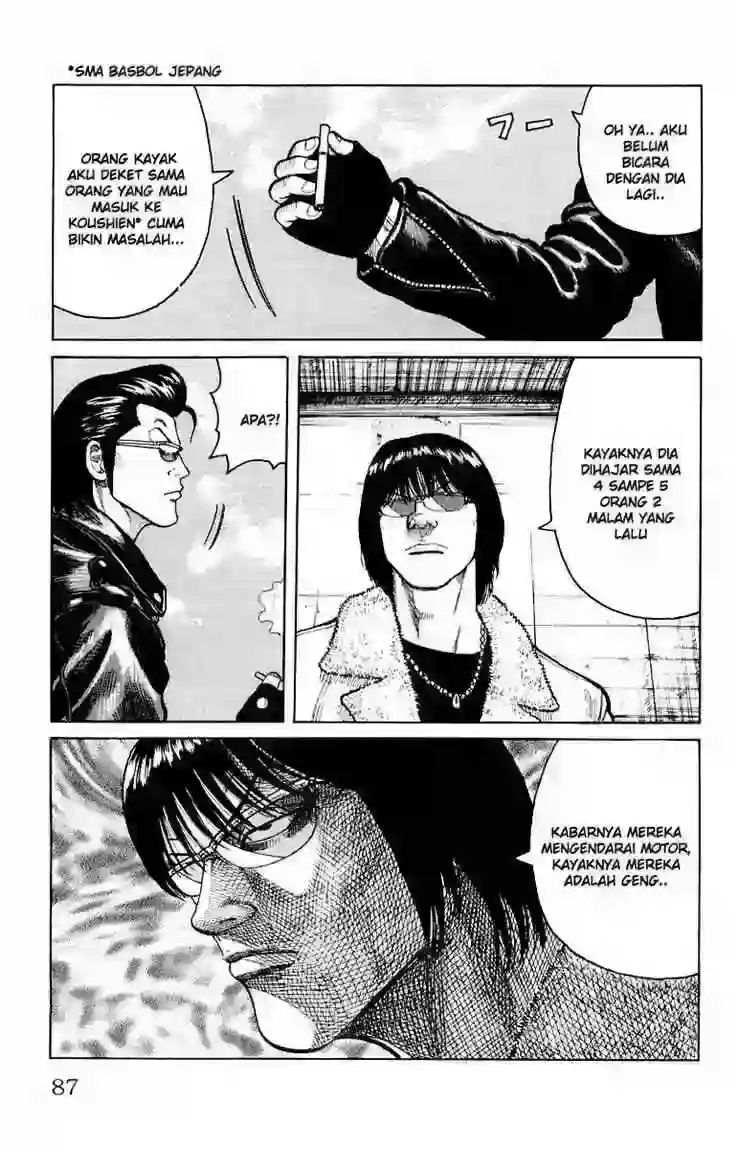 *SMA BASBOL JEPANG
OH YA.. AKU
BELUM
BICARA
DENGAN DIA
LAGI..
フー
ORANG KAYAK
AKU DEKET SAMA
ORANG YANG MAU
MASUK KE
KOUSHIEN* CUMA
BIKIN MASALAH...
KAYAKNYA DIA
DIHAJAR SAMA
4 SAMPE 5
ORANG 2
MALAM YANG
LALU
APA?!
KABARNYA MEREKA
MENGENDARAI MOTOR,
KAYAKNYA MEREKA
ADALAH GENG..
87